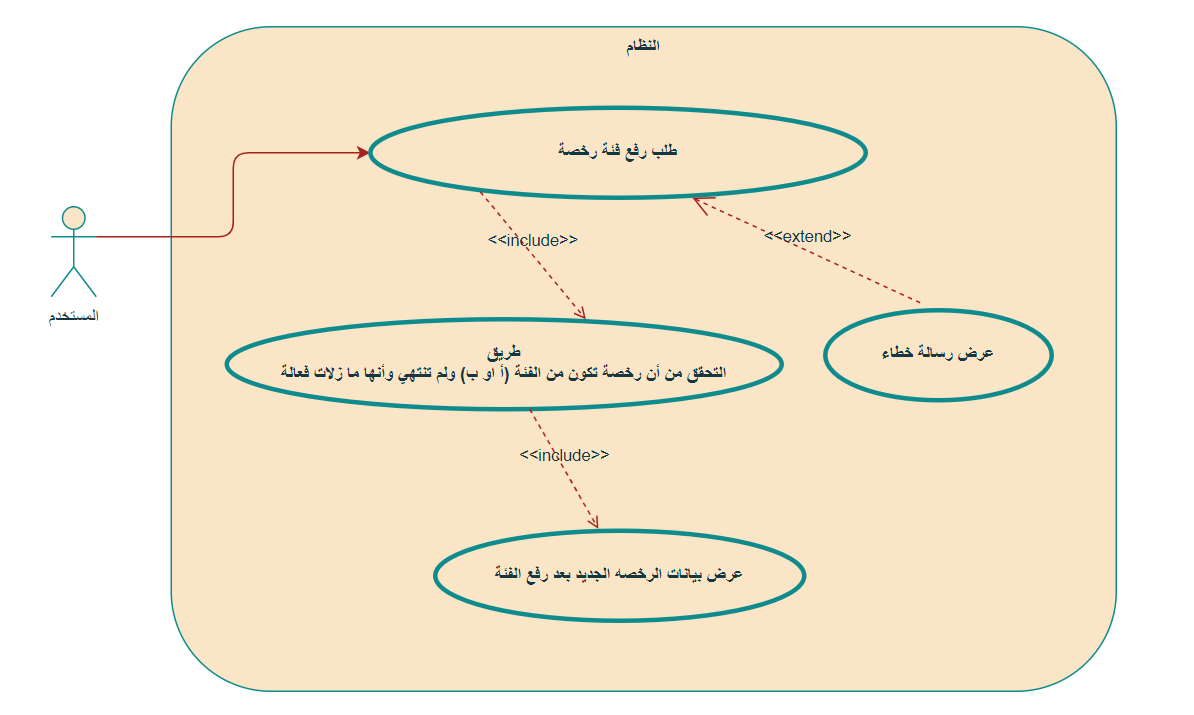 النظام
طلب رفع فئة رخصة
<<include>>
<<extend>>
المستخدم
طريق
التحقق من أن رخصة تكون من الفئة (أ او ب) ولم تنتهي وأنها ما زلات فعالة
عرض رسالة خطاء
<<include>>
عرض بيانات الرخصه الجديد بعد رفع الفئة